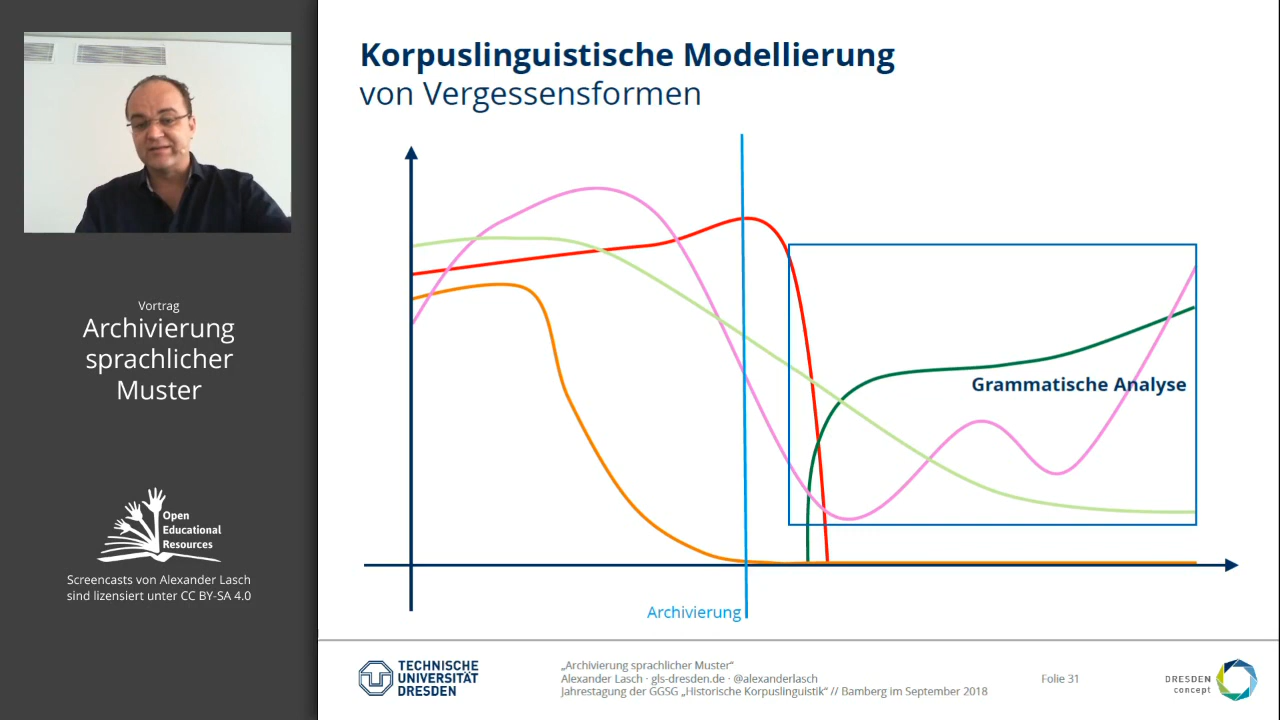 Vortrag
Archivierung
sprachlicher
Muster
Open
Educational
Resources
Screencasts von Alexander Lasch
sind lizensiert unter CC BY-SA 4.0
Korpuslinguistische Modellierung
von Vergessensformen
Grammatische Analyse
Archivierung
TECHNISCHE
UNIVERSITÄT
DRESDEN
„Archivierung sprachlicher Muster“
Alexander Lasch · gls-dresden.de · @alexanderlasch
Jahrestagung der GGSG „Historische Korpuslinguistik“ // Bamberg im September 2018
Folie 31
DRESDEN
concept